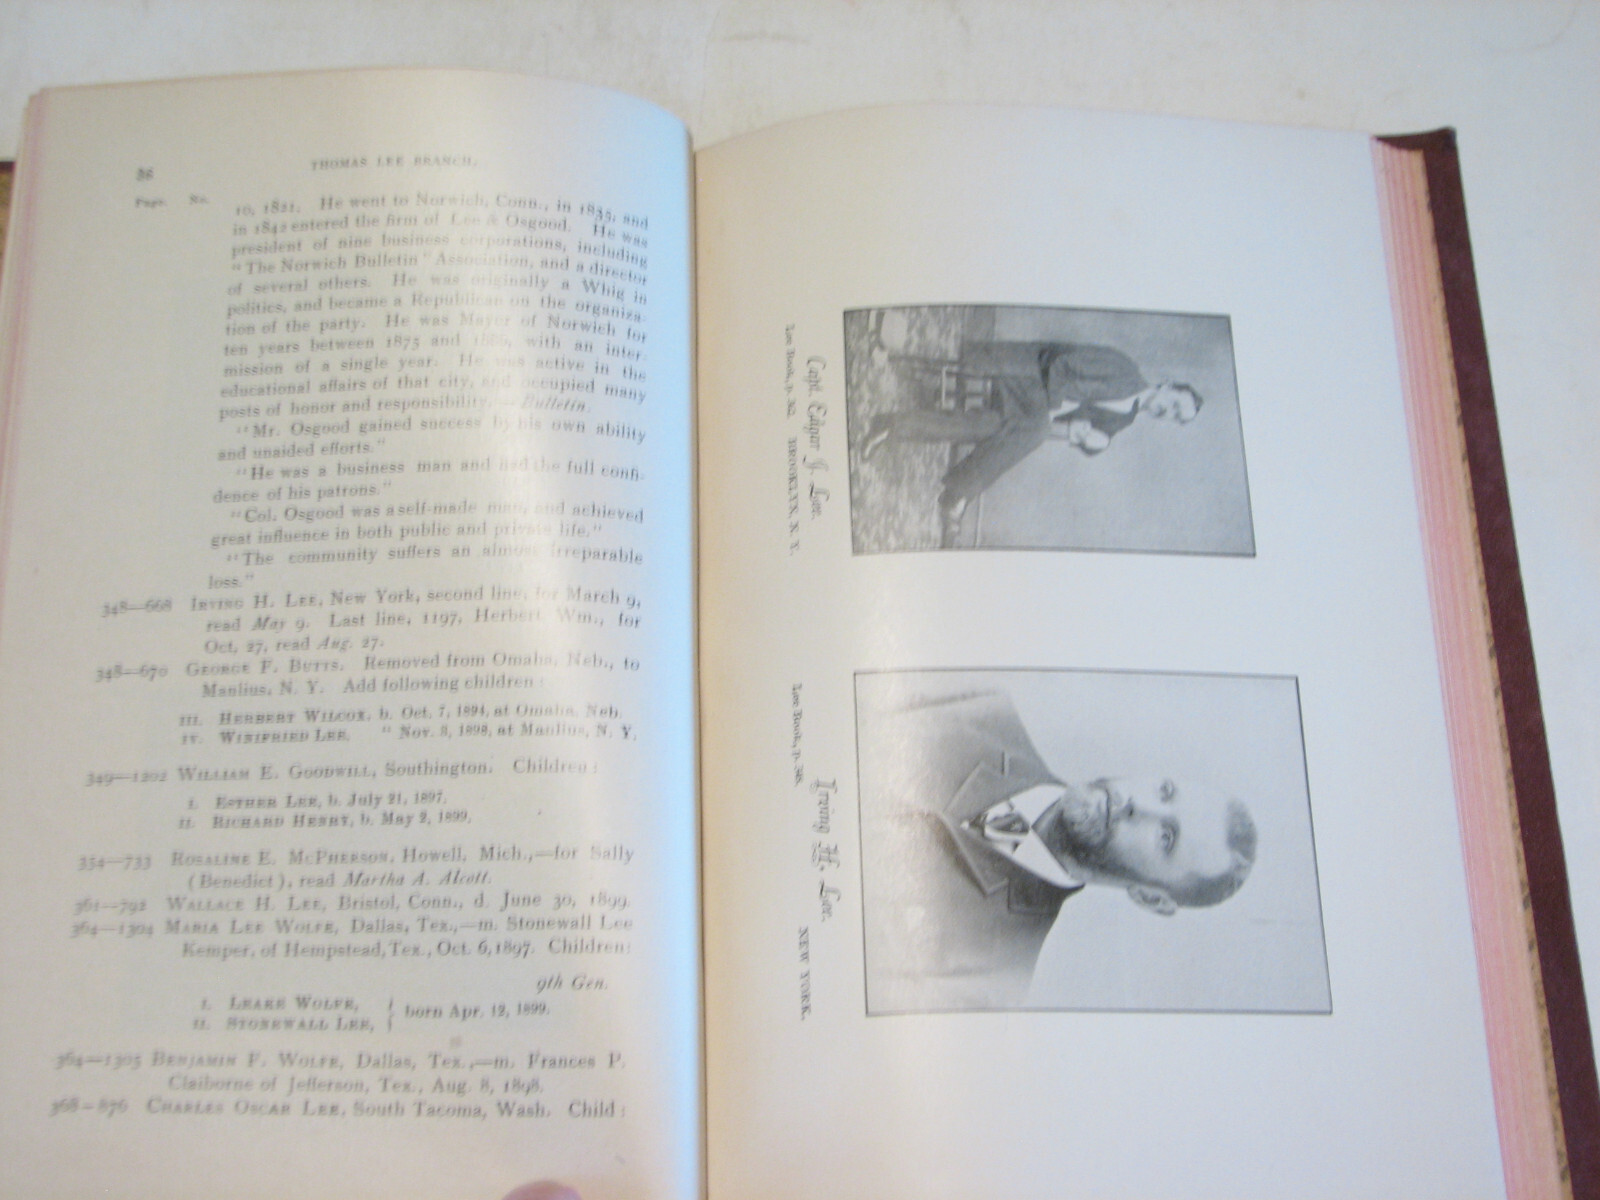 THOMAS LEE BRANCH.
Page. No.
10, 1821. He went to Norwich, Conn., in 1835, and
in 1842 entered the firm of Lee & Osgood. He was
president of nine business corporations, including
"The Norwich Bulletin" Association, and a director
of several others. He was originally a Whig in
politics, and became a Republican on the organiza-
tion of the party. He was Mayor of Norwich for
ten years between 1875 and 1886, with an inter-
mission of a single year. He was active in the
educational affairs of that city, and occupied many
posts of honor and responsibility.—Bulletin.
"Mr. Osgood gained success by his own ability
and unaided efforts."
"He was a business man and had the full confi-
dence of his patrons."
"Col. Osgood was a self-made man, and achieved
great influence in both public and private life."
"The community suffers an almost irreparable
loss."
348—668 IRVING H. LEE, New York, second line, for March 9,
read May 9. Last line, 1197, Herbert Wm., for
Oct, 27, read Aug. 27.
348—670 GEORGE F. BUTTS. Removed from Omaha, Neb., to
Manlius, N. Y. Add following children:
iii. HERBERT WILCOX, b. Oct. 7, 1894, at Omaha, Neb.
iv. WINIFRIED LEE, " Nov. 3, 1898, at Manlius, N. Y.
349—1202 WILLIAM E. GOODWILL, Southington. Children:
i. ESTHER LEE, b. July 21, 1897.
ii. RICHARD HENRY, b. May 2, 1899.
354—733 ROSALINE E. MCPHERSON, Howell, Mich.,—for Sally
(Benedict), read Martha A. Alcott.
361—792 WALLACE H. LEE, Bristol, Conn., d. June 30, 1899.
364—1304 MARIA LEE WOLFE, Dallas, Tex.,—m. Stonewall Lee
Kemper, of Hempstead, Tex., Oct. 6, 1897. Children:
9th Gen.
i. LEAKE WOLFE,
ii. STONEWALL LEE, } born Apr. 12, 1899.
364—1305 BENJAMIN F. WOLFE, Dallas, Tex.,—m. Frances P.
Claiborne of Jefferson, Tex., Aug. 8, 1898.
368—876 CHARLES OSCAR LEE, South Tacoma, Wash. Child:
Capt. Edgar J. Lee.
Lee Book, p. 362. BROOKLYN, N. Y.
Irving H. Lee.
Lee Book, p. 348. NEW YORK.